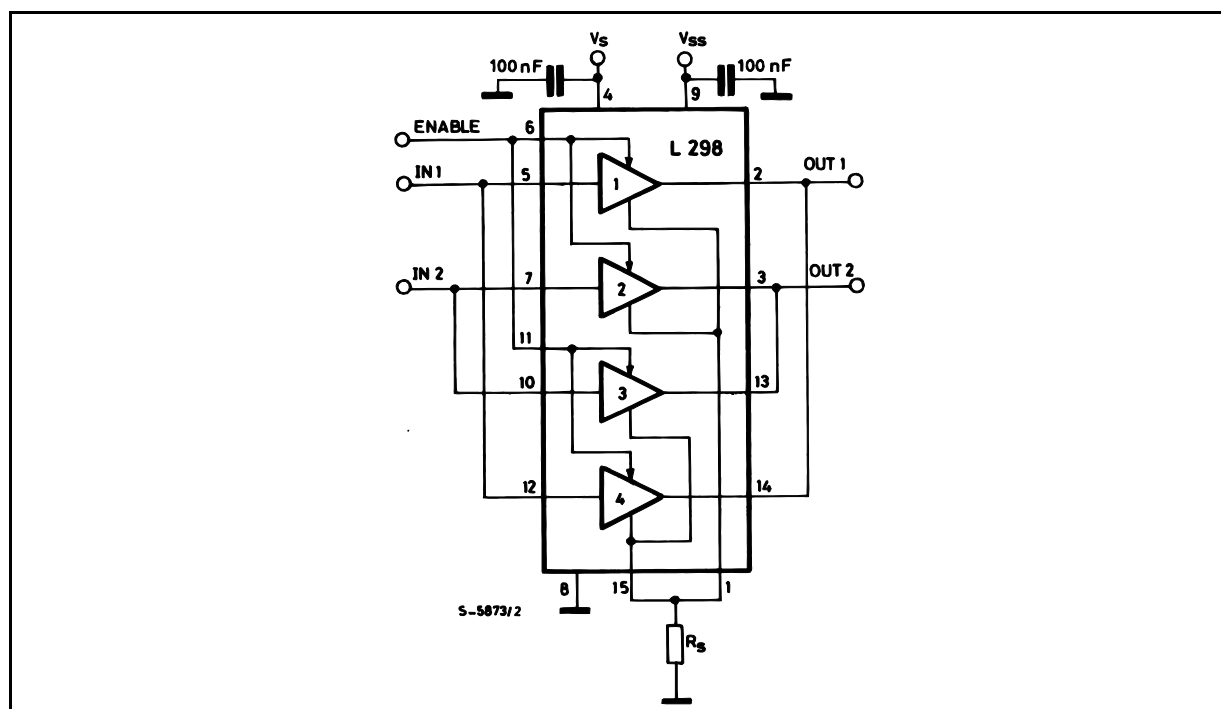 Vs Vss
100 nF 100 nF
4 9
ENABLE 6
L 298
IN 1 5 1 2 OUT 1
IN 2 7 2 3 OUT 2
11
10 3 13
12 4 14
8 15 1
S-5873/2
Rs